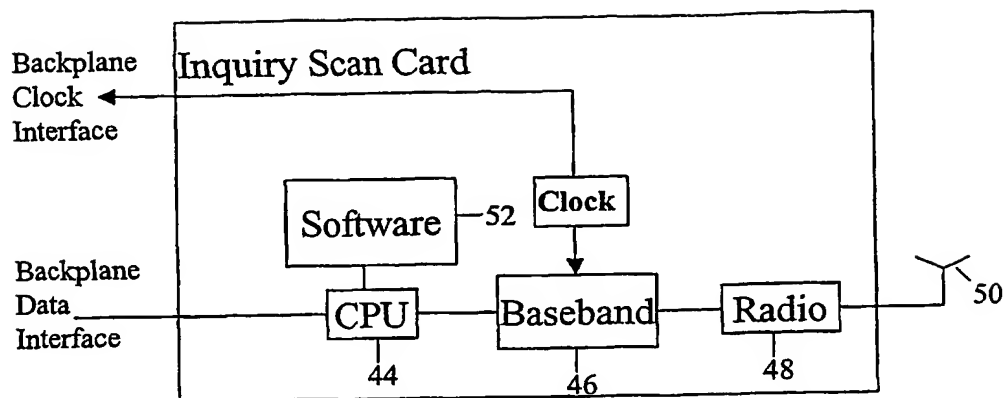 Backplane
Clock
Interface
Inquiry Scan Card
Clock
Software
52
Backplane
Data
Interface
CPU
Baseband
Radio
50
44
46
48